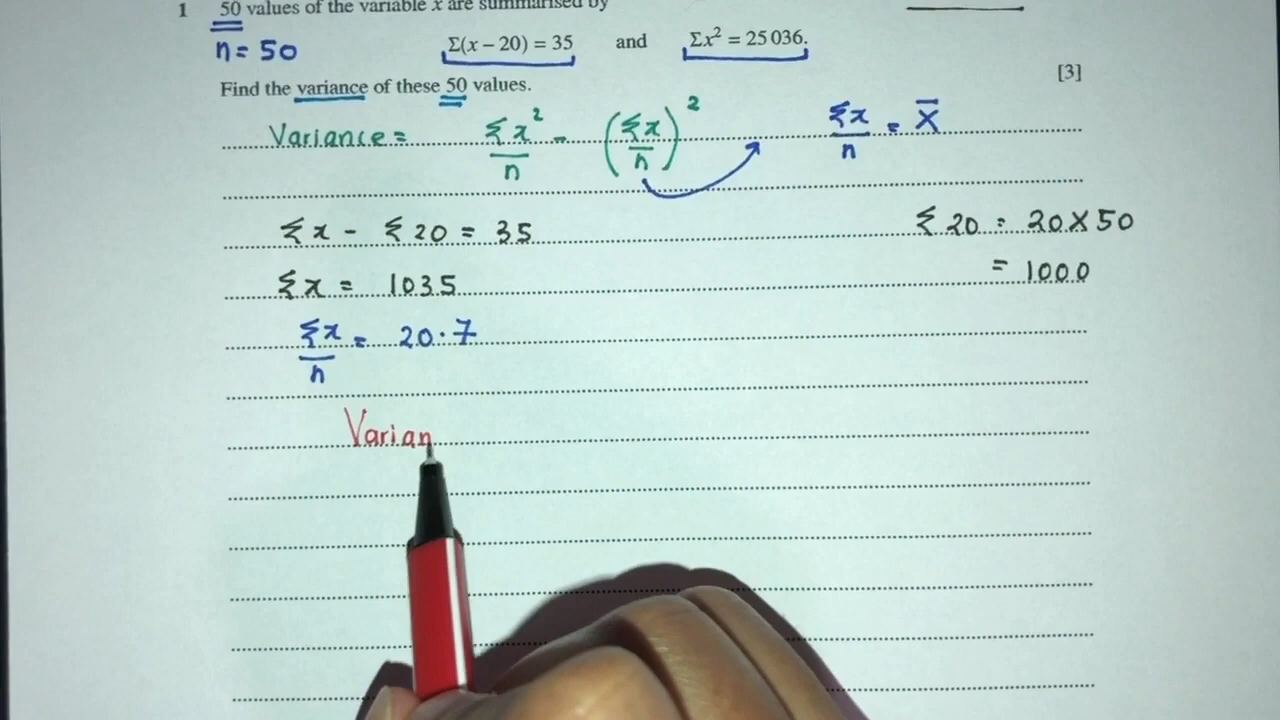 1 50 values of the variable x are summarised by
n = 50
Σ(x – 20) = 35 and Σx² = 25 036.
[3]
Find the variance of these 50 values.
Variance = Σx²/n - (Σx/n)² Σx/n = x̄
Σx - Σ20 = 35 Σ20 = 20 x 50
Σx = 1035 = 1000
Σx/n = 20.7
Varian